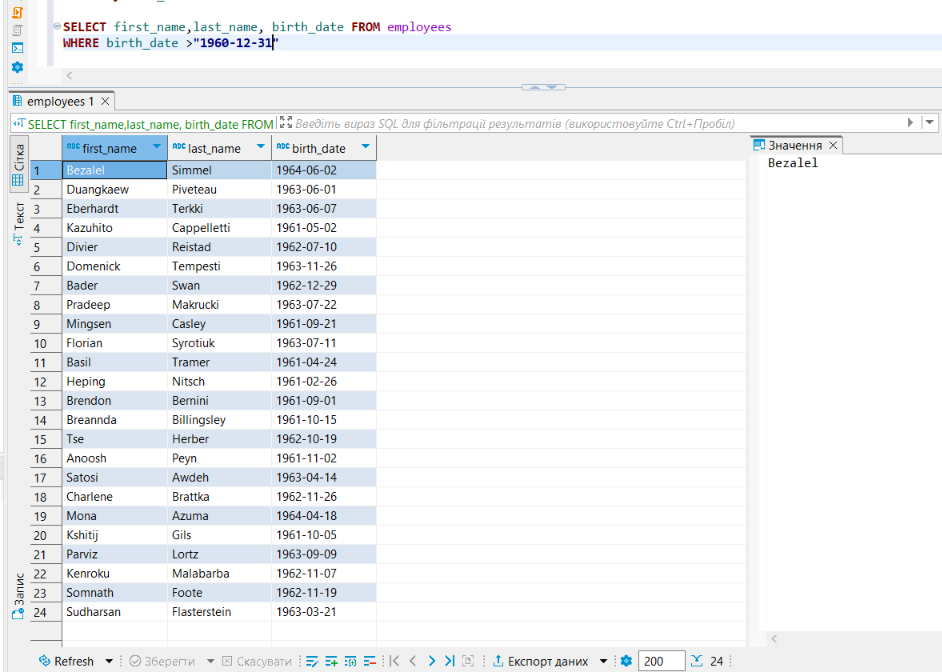 SELECT first_name,last_name, birth_date FROM employees
WHERE birth_date >"1960-12-31"
employees 1
SELECT first_name,last_name, birth_date FROM Введіть вираз SQL для фільтрації результатів (використовуйте Ctrl+Пробіл)
Сітка
Текст
Запис
ABC first_name ABC last_name ABC birth_date
1 Bezalel Simmel 1964-06-02
2 Duangkaew Piveteau 1963-06-01
3 Eberhardt Terkki 1963-06-07
4 Kazuhito Cappelletti 1961-05-02
5 Divier Reistad 1962-07-10
6 Domenick Tempesti 1963-11-26
7 Bader Swan 1962-12-29
8 Pradeep Makrucki 1963-07-22
9 Mingsen Casley 1961-09-21
10 Florian Syrotiuk 1963-07-11
11 Basil Tramer 1961-04-24
12 Heping Nitsch 1961-02-26
13 Brendon Bernini 1961-09-01
14 Breannda Billingsley 1961-10-15
15 Tse Herber 1962-10-19
16 Anoosh Peyn 1961-11-02
17 Satosi Awdeh 1963-04-14
18 Charlene Brattka 1962-11-26
19 Mona Azuma 1964-04-18
20 Kshitij Gils 1961-10-05
21 Parviz Lortz 1963-09-09
22 Kenroku Malabarba 1962-11-07
23 Somnath Foote 1962-11-19
24 Sudharsan Flasterstein 1963-03-21
Значення
Bezalel
Refresh Зберегти Скасувати Експорт даних 200 24